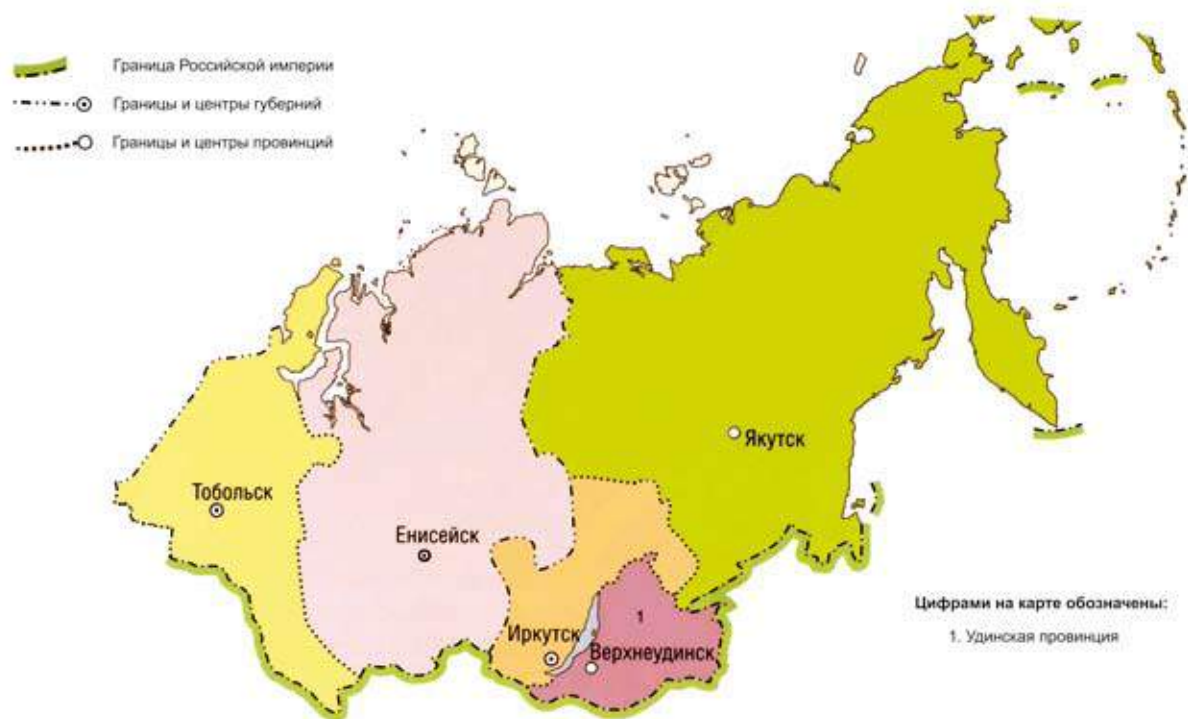 Граница Российской империи
Границы и центры губерний
Границы и центры провинций
Якутск
Тобольск
Енисейск
Цифрами на карте обозначены:
1
1. Удинская провинция
Иркутск
Верхнеудинск